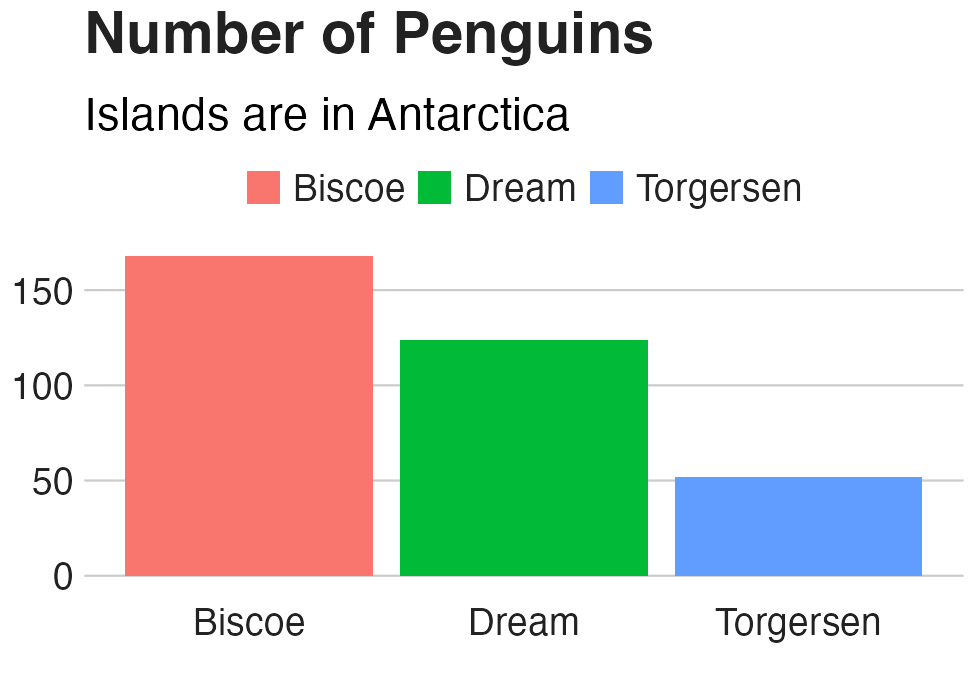 Number of Penguins
Islands are in Antarctica
Biscoe Dream Torgersen
150
100
50
0
Biscoe Dream Torgersen